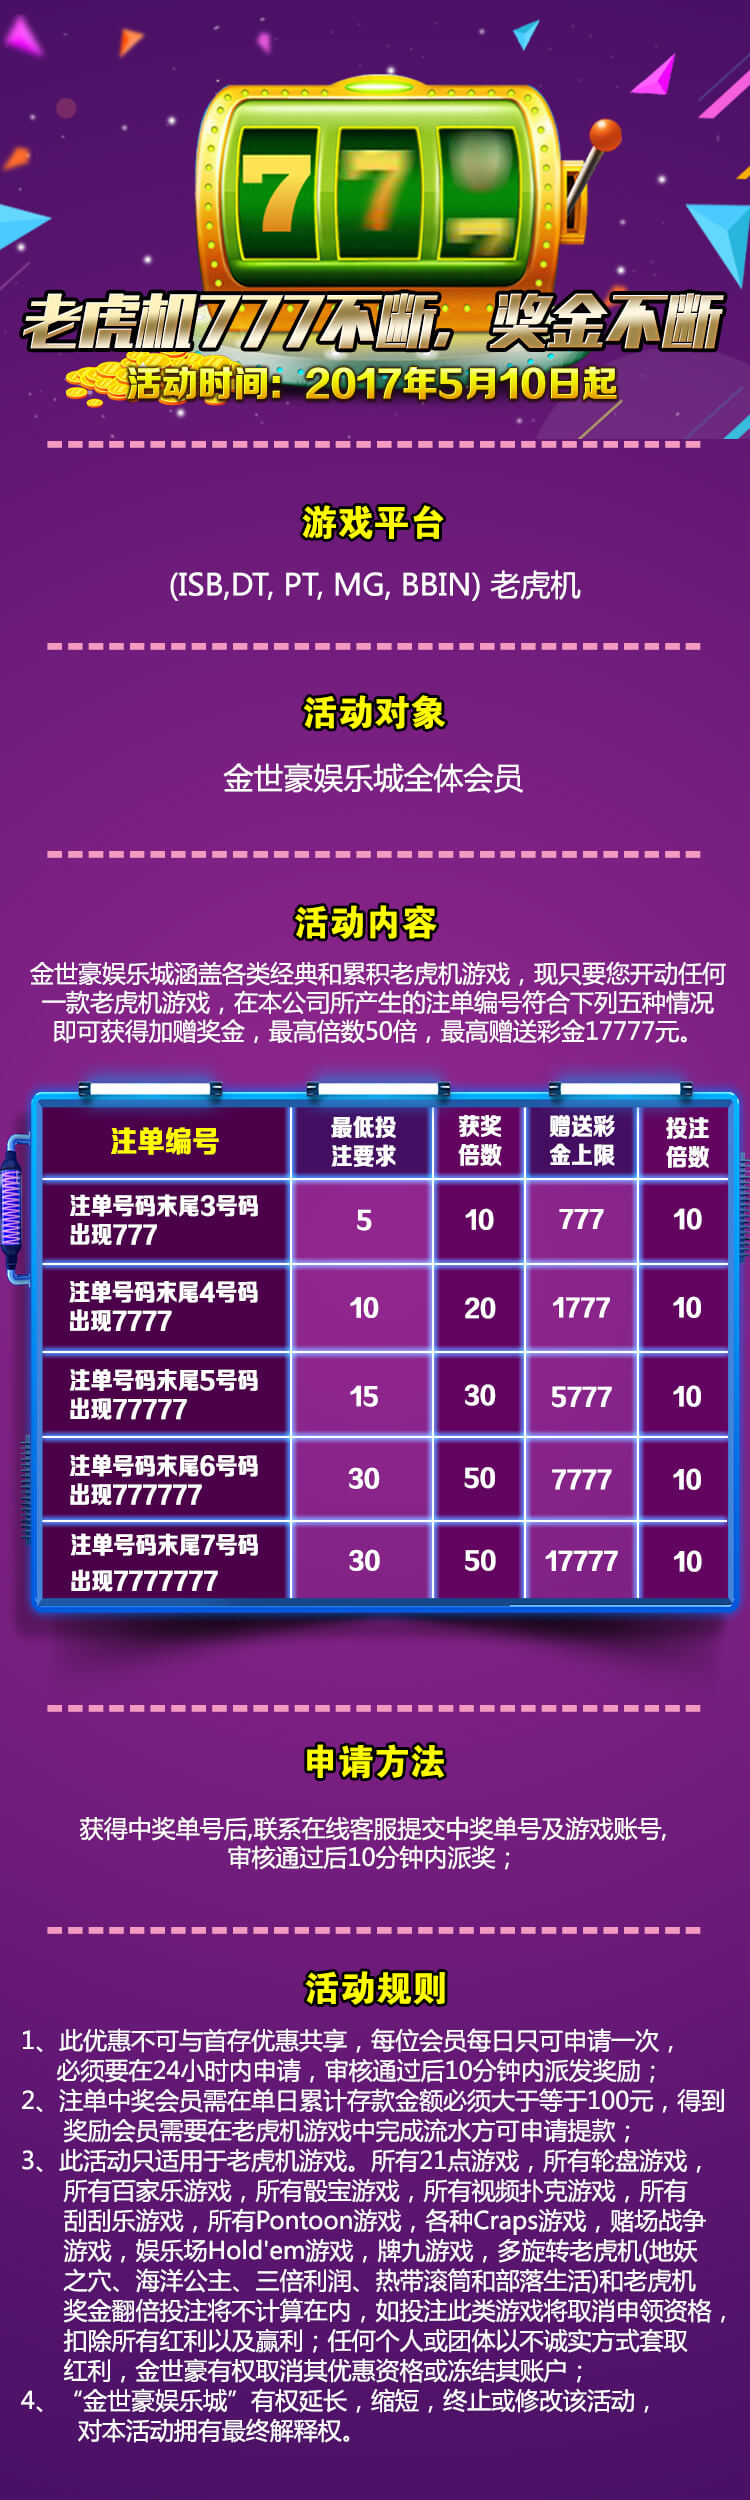 777
老虎机777不断，奖金不断
活动时间：2017年5月10日起
游戏平台
(ISB,DT, PT, MG, BBIN) 老虎机
活动对象
金世豪娱乐城全体会员
活动内容
金世豪娱乐城涵盖各类经典和累积老虎机游戏，现只要您开动任何
一款老虎机游戏，在本公司所产生的注单编号符合下列五种情况
即可获得加赠奖金，最高倍数50倍，最高赠送彩金17777元。
注单编号 最低投注要求 获奖倍数 赠送彩金上限 投注倍数
注单号码末尾3号码出现777 5 10 777 10
注单号码末尾4号码出现7777 10 20 1777 10
注单号码末尾5号码出现77777 15 30 5777 10
注单号码末尾6号码出现777777 30 50 7777 10
注单号码末尾7号码出现7777777 30 50 17777 10
申请方法
获得中奖单号后,联系在线客服提交中奖单号及游戏账号,
审核通过后10分钟内派奖；
活动规则
1、此优惠不可与首存优惠共享，每位会员每日只可申请一次，
必须要在24小时内申请，审核通过后10分钟内派发奖励；
2、注单中奖会员需在单日累计存款金额必须大于等于100元，得到
奖励会员需要在老虎机游戏中完成流水方可申请提款；
3、此活动只适用于老虎机游戏。所有21点游戏，所有轮盘游戏，
所有百家乐游戏，所有骰宝游戏，所有视频扑克游戏，所有
刮刮乐游戏，所有Pontoon游戏，各种Craps游戏，赌场战争
游戏，娱乐场Hold'em游戏，牌九游戏，多旋转老虎机(地妖
之穴、海洋公主、三倍利润、热带滚筒和部落生活)和老虎机
奖金翻倍投注将不计算在内，如投注此类游戏将取消申领资格，
扣除所有红利以及赢利；任何个人或团体以不诚实方式套取
红利，金世豪有权取消其优惠资格或冻结其账户；
4、“金世豪娱乐城”有权延长，缩短，终止或修改该活动，
对本活动拥有最终解释权。